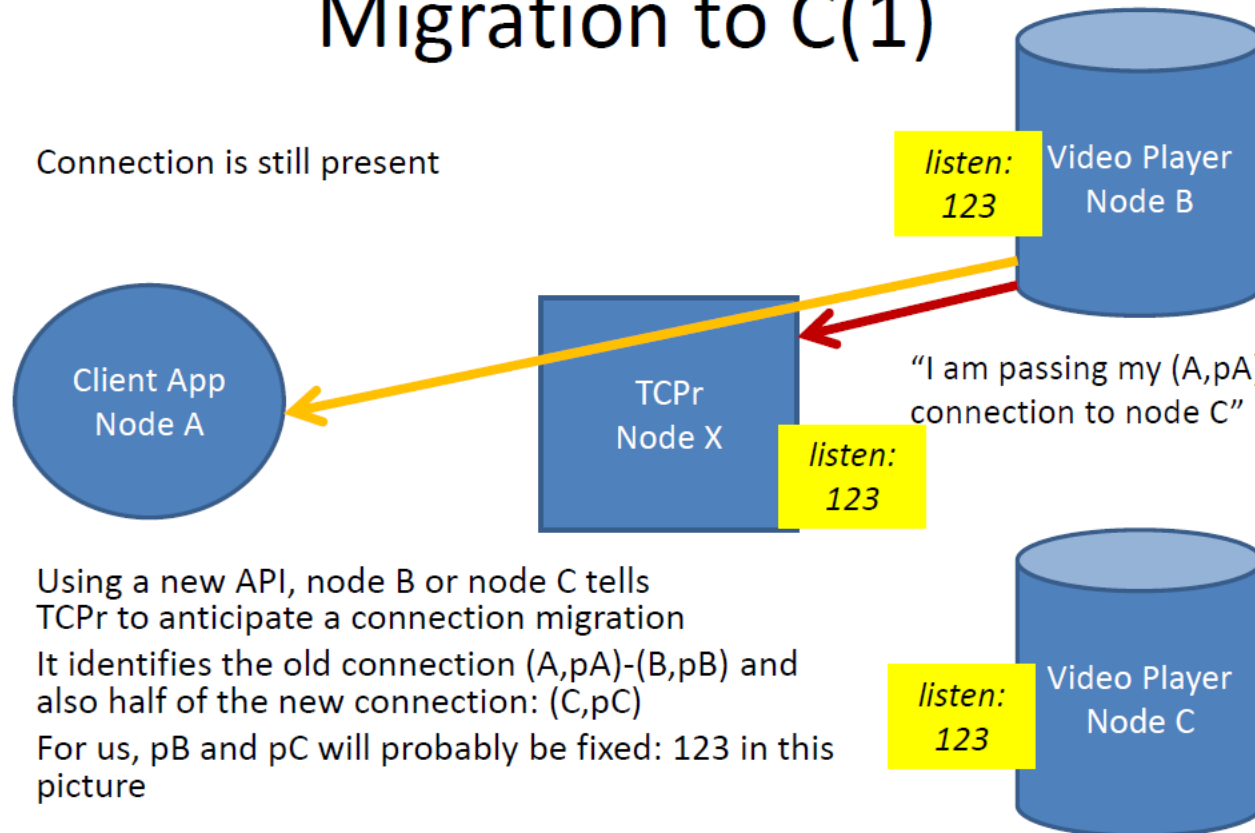 Migration to C(1)
Connection is still present
listen:
123
Video Player
Node B
Client App
Node A
TCPr
Node X
listen:
123
“I am passing my (A,pA)
connection to node C”
Using a new API, node B or node C tells
TCPr to anticipate a connection migration
It identifies the old connection (A,pA)-(B,pB) and
also half of the new connection: (C,pC)
For us, pB and pC will probably be fixed: 123 in this
picture
listen:
123
Video Player
Node C